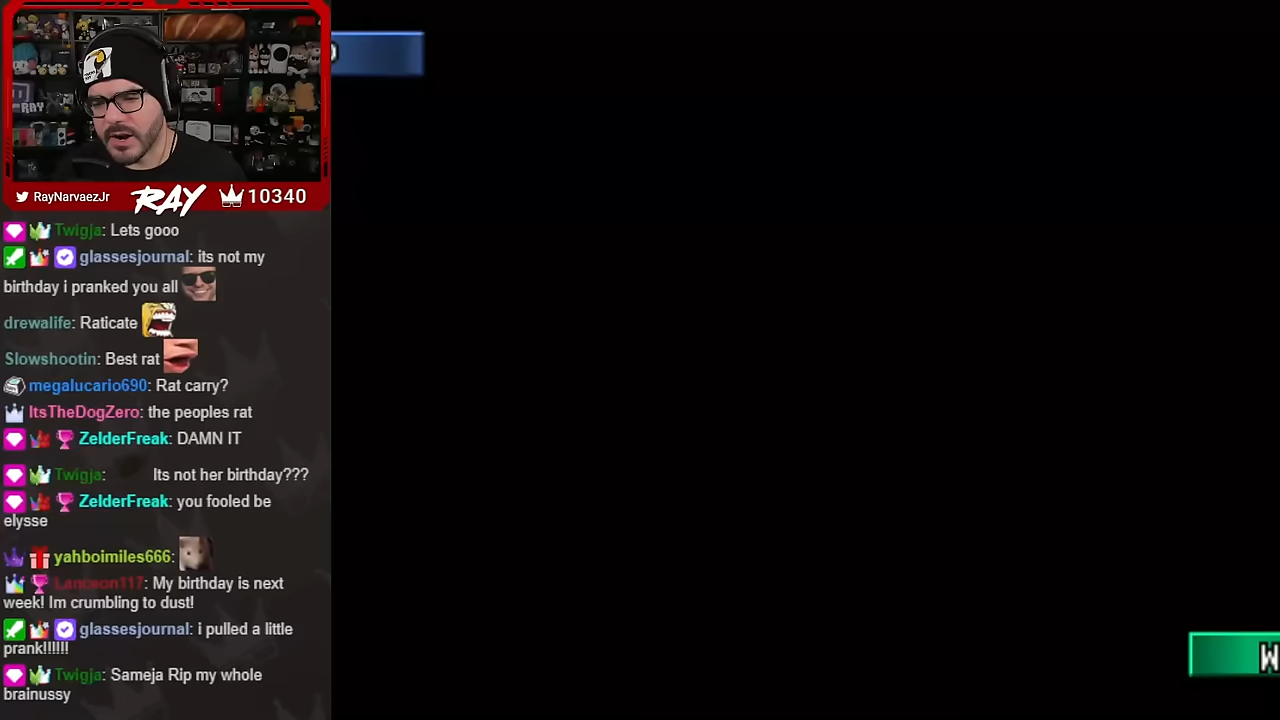 RayNarvaezJr RAY 10340
Twigja: Lets gooo
glassesjournal: its not my
birthday i pranked you all
drewalife: Raticate
Slowshootin: Best rat
megalucario690: Rat carry?
ItsTheDogZero: the peoples rat
ZelderFreak: DAMN IT
Twigja: Its not her birthday???
ZelderFreak: you fooled be
elysse
yahboimiles666:
Lanceon117: My birthday is next
week! Im crumbling to dust!
glassesjournal: i pulled a little
prank!!!!!!
Twigja: Sameja Rip my whole
brainussy
W